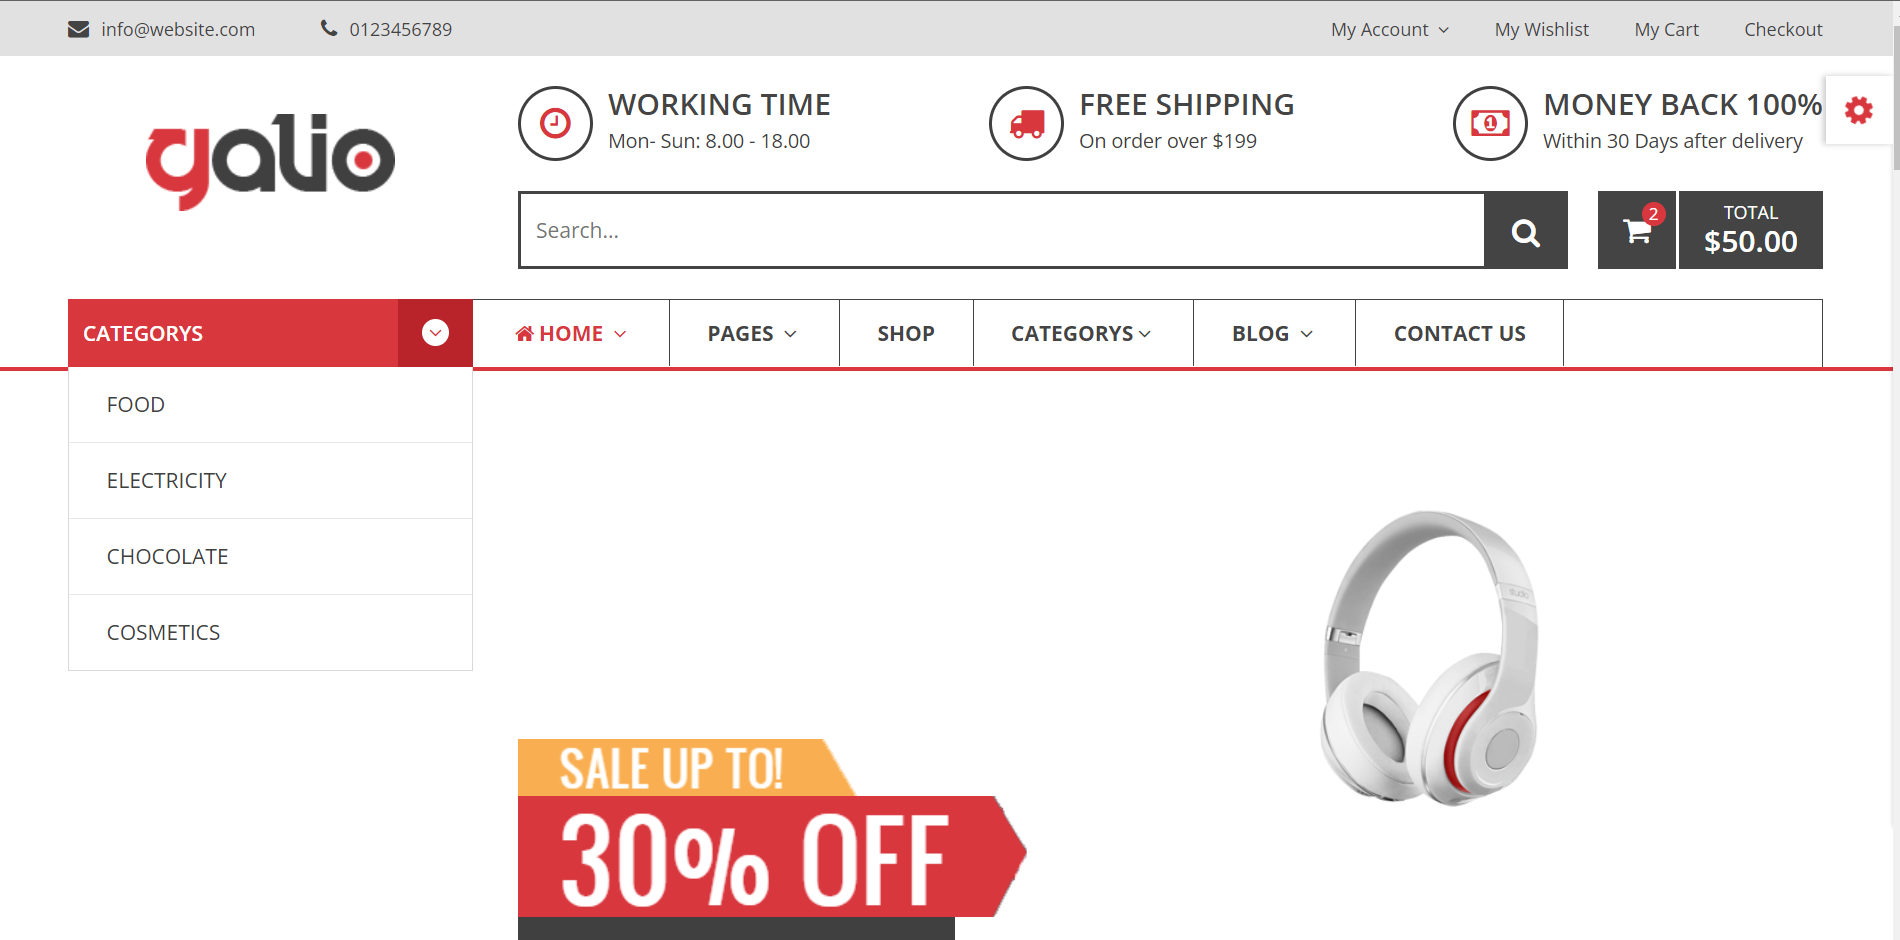 info@website.com
0123456789
My Account
My Wishlist
My Cart
Checkout
galio
WORKING TIME
Mon- Sun: 8.00 - 18.00
FREE SHIPPING
On order over $199
MONEY BACK 100%
Within 30 Days after delivery
Search...
2
TOTAL
$50.00
CATEGORYS
HOME
PAGES
SHOP
CATEGORYS
BLOG
CONTACT US
FOOD
ELECTRICITY
CHOCOLATE
COSMETICS
studio
SALE UP TO!
30% OFF